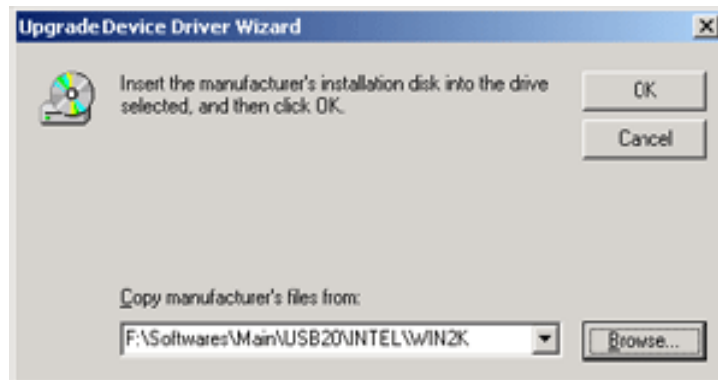 Upgrade Device Driver Wizard
Insert the manufacturer's installation disk into the drive
selected, and then click OK.
OK
Cancel
Copy manufacturer's files from:
F:\Softwares\Main\USB20\INTEL\WIN2K
Browse...